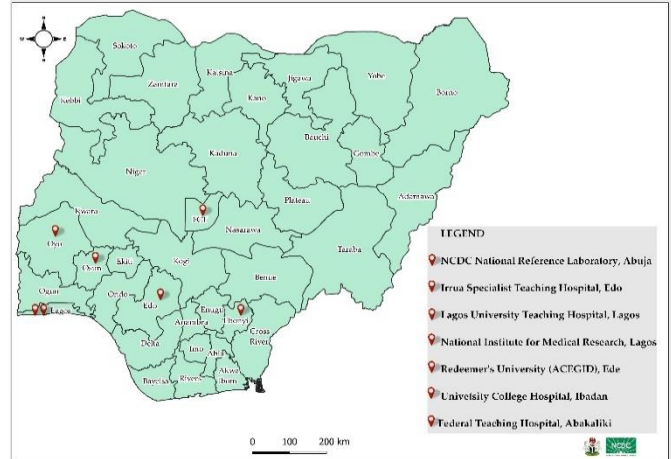 N
Sokoto
Katsina
Zamfara
Jigawa
Yobe
Borno
Kebbi
Kano
Bauchi
Gombe
Kaduna
Niger
Adamawa
Plateau
Kwara
FCT
Nasarawa
Oyo
Taraba
Osun
Ekiti
Kogi
Benue
Ogun
Ondo
Edo
Enugu
Ebonyi
Lagos
Anambra
Cross
River
Delta
Imo
Abia
Akwa
Ibom
Bayelsa
Rivers
LEGEND
NCDC National Reference Laboratory, Abuja
Irrua Specialist Teaching Hospital, Edo
Lagos University Teaching Hospital, Lagos
National Institute for Medical Research, Lagos
Redeemer's University (ACEGID), Ede
University College Hospital, Ibadan
Federal Teaching Hospital, Abakaliki
0 100 200 km
NCDC